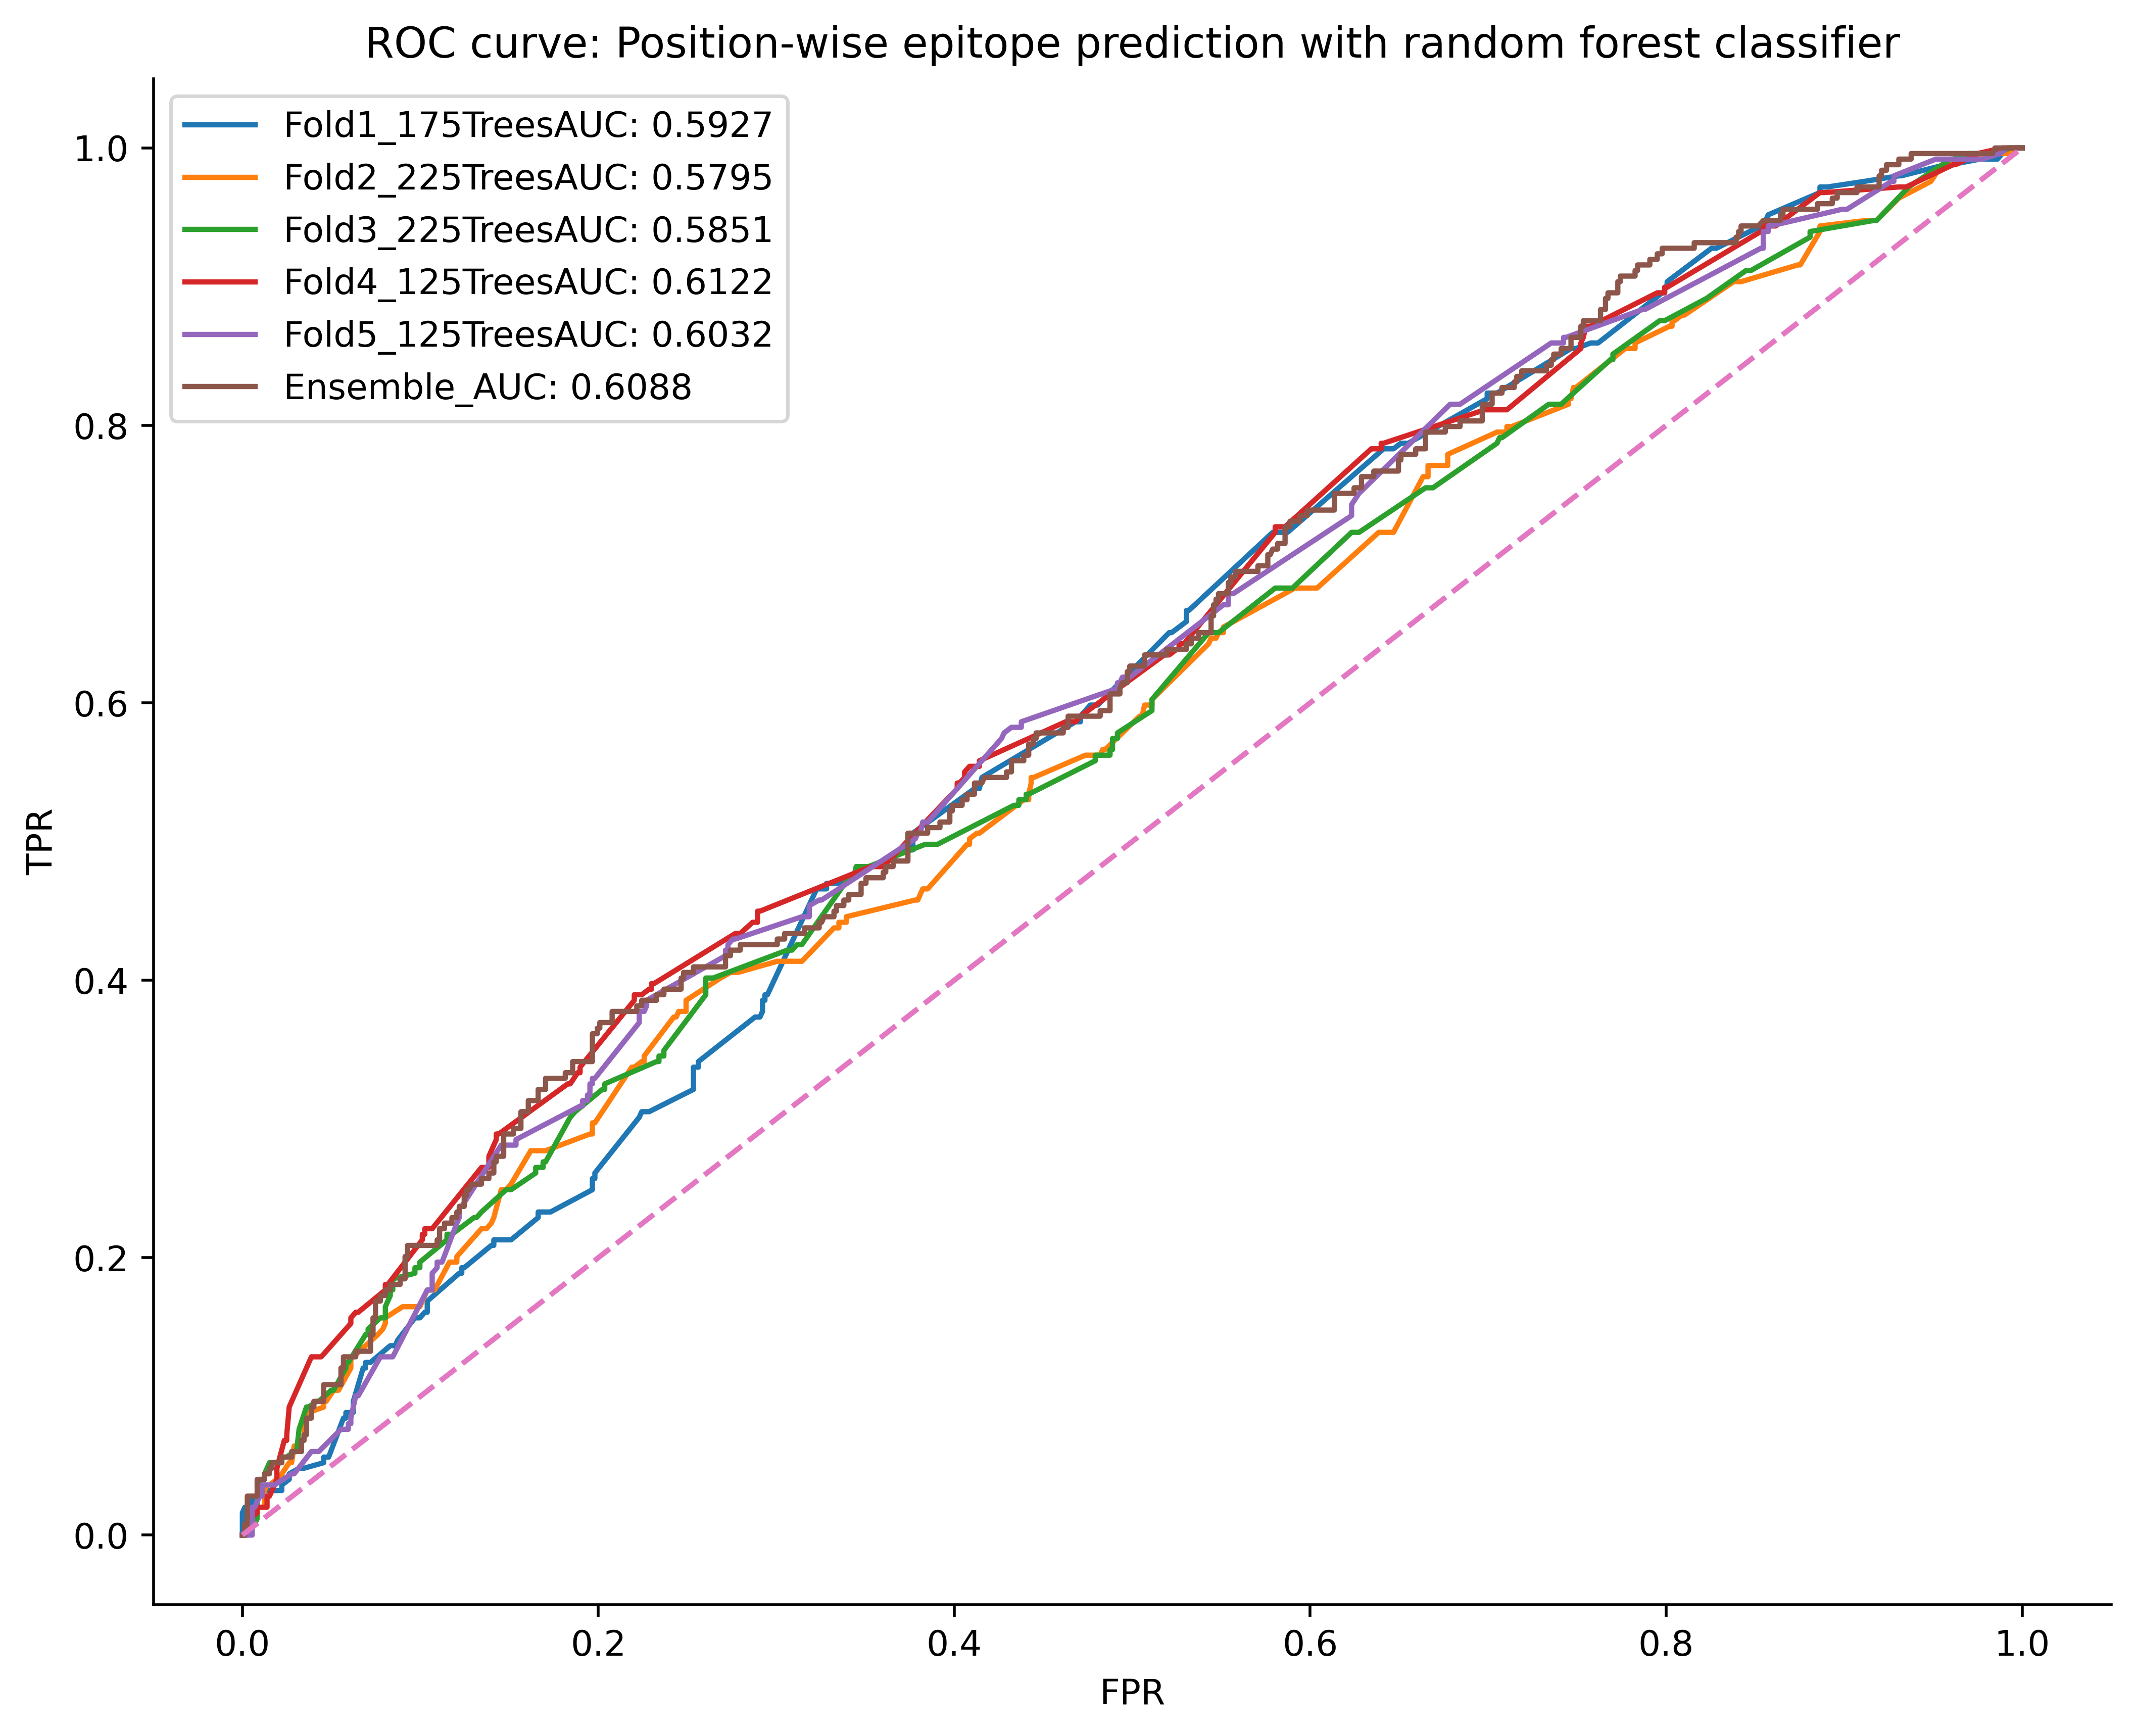 ROC curve: Position-wise epitope prediction with random forest classifier
Fold1_175TreesAUC: 0.5927
Fold2_225TreesAUC: 0.5795
Fold3_225TreesAUC: 0.5851
Fold4_125TreesAUC: 0.6122
Fold5_125TreesAUC: 0.6032
Ensemble_AUC: 0.6088
1.0
0.8
0.6
0.4
0.2
0.0
TPR
0.0 0.2 0.4 0.6 0.8 1.0
FPR